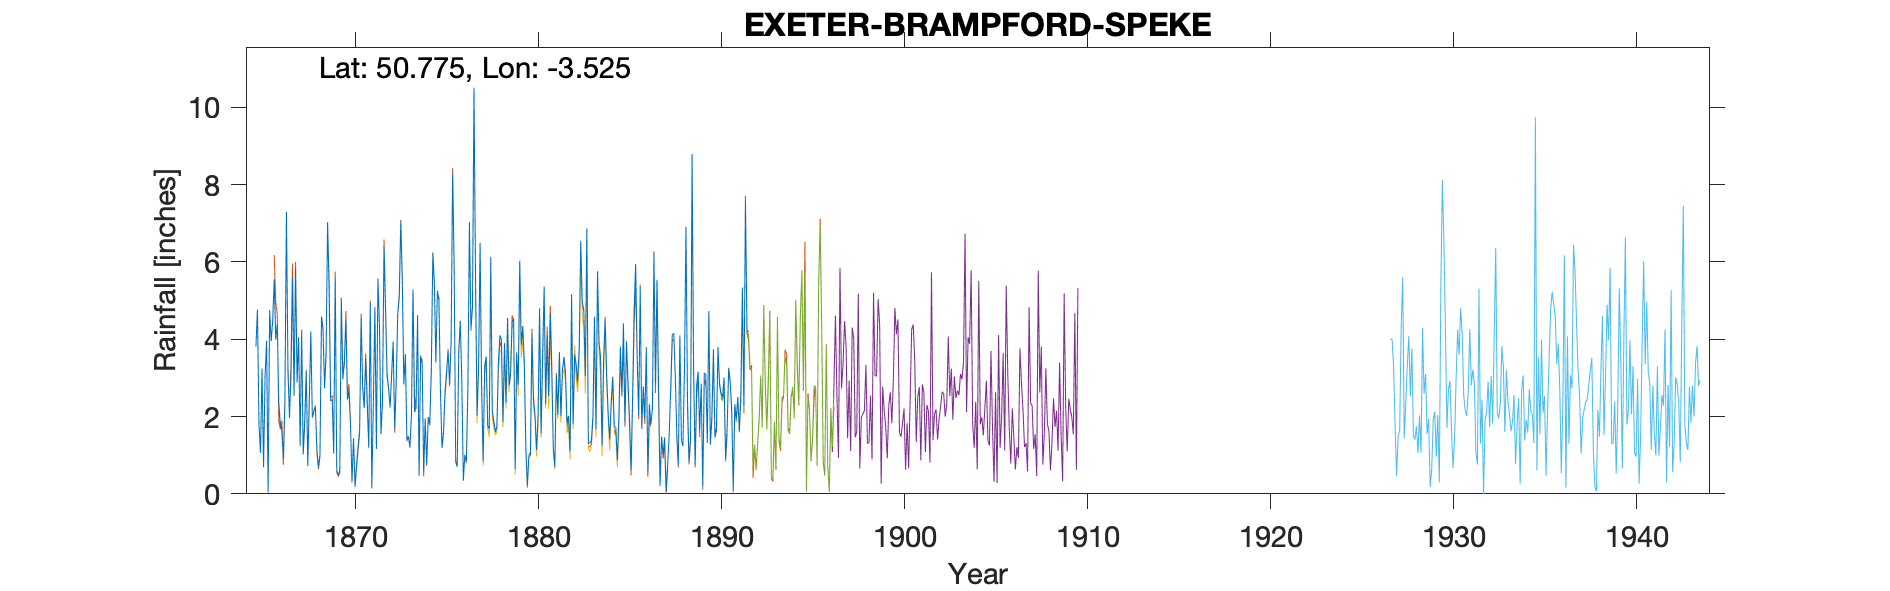 EXETER-BRAMPFORD-SPEKE
Lat: 50.775, Lon: -3.525
Rainfall [inches]
10
8
6
4
2
0
1870 1880 1890 1900 1910 1920 1930 1940
Year